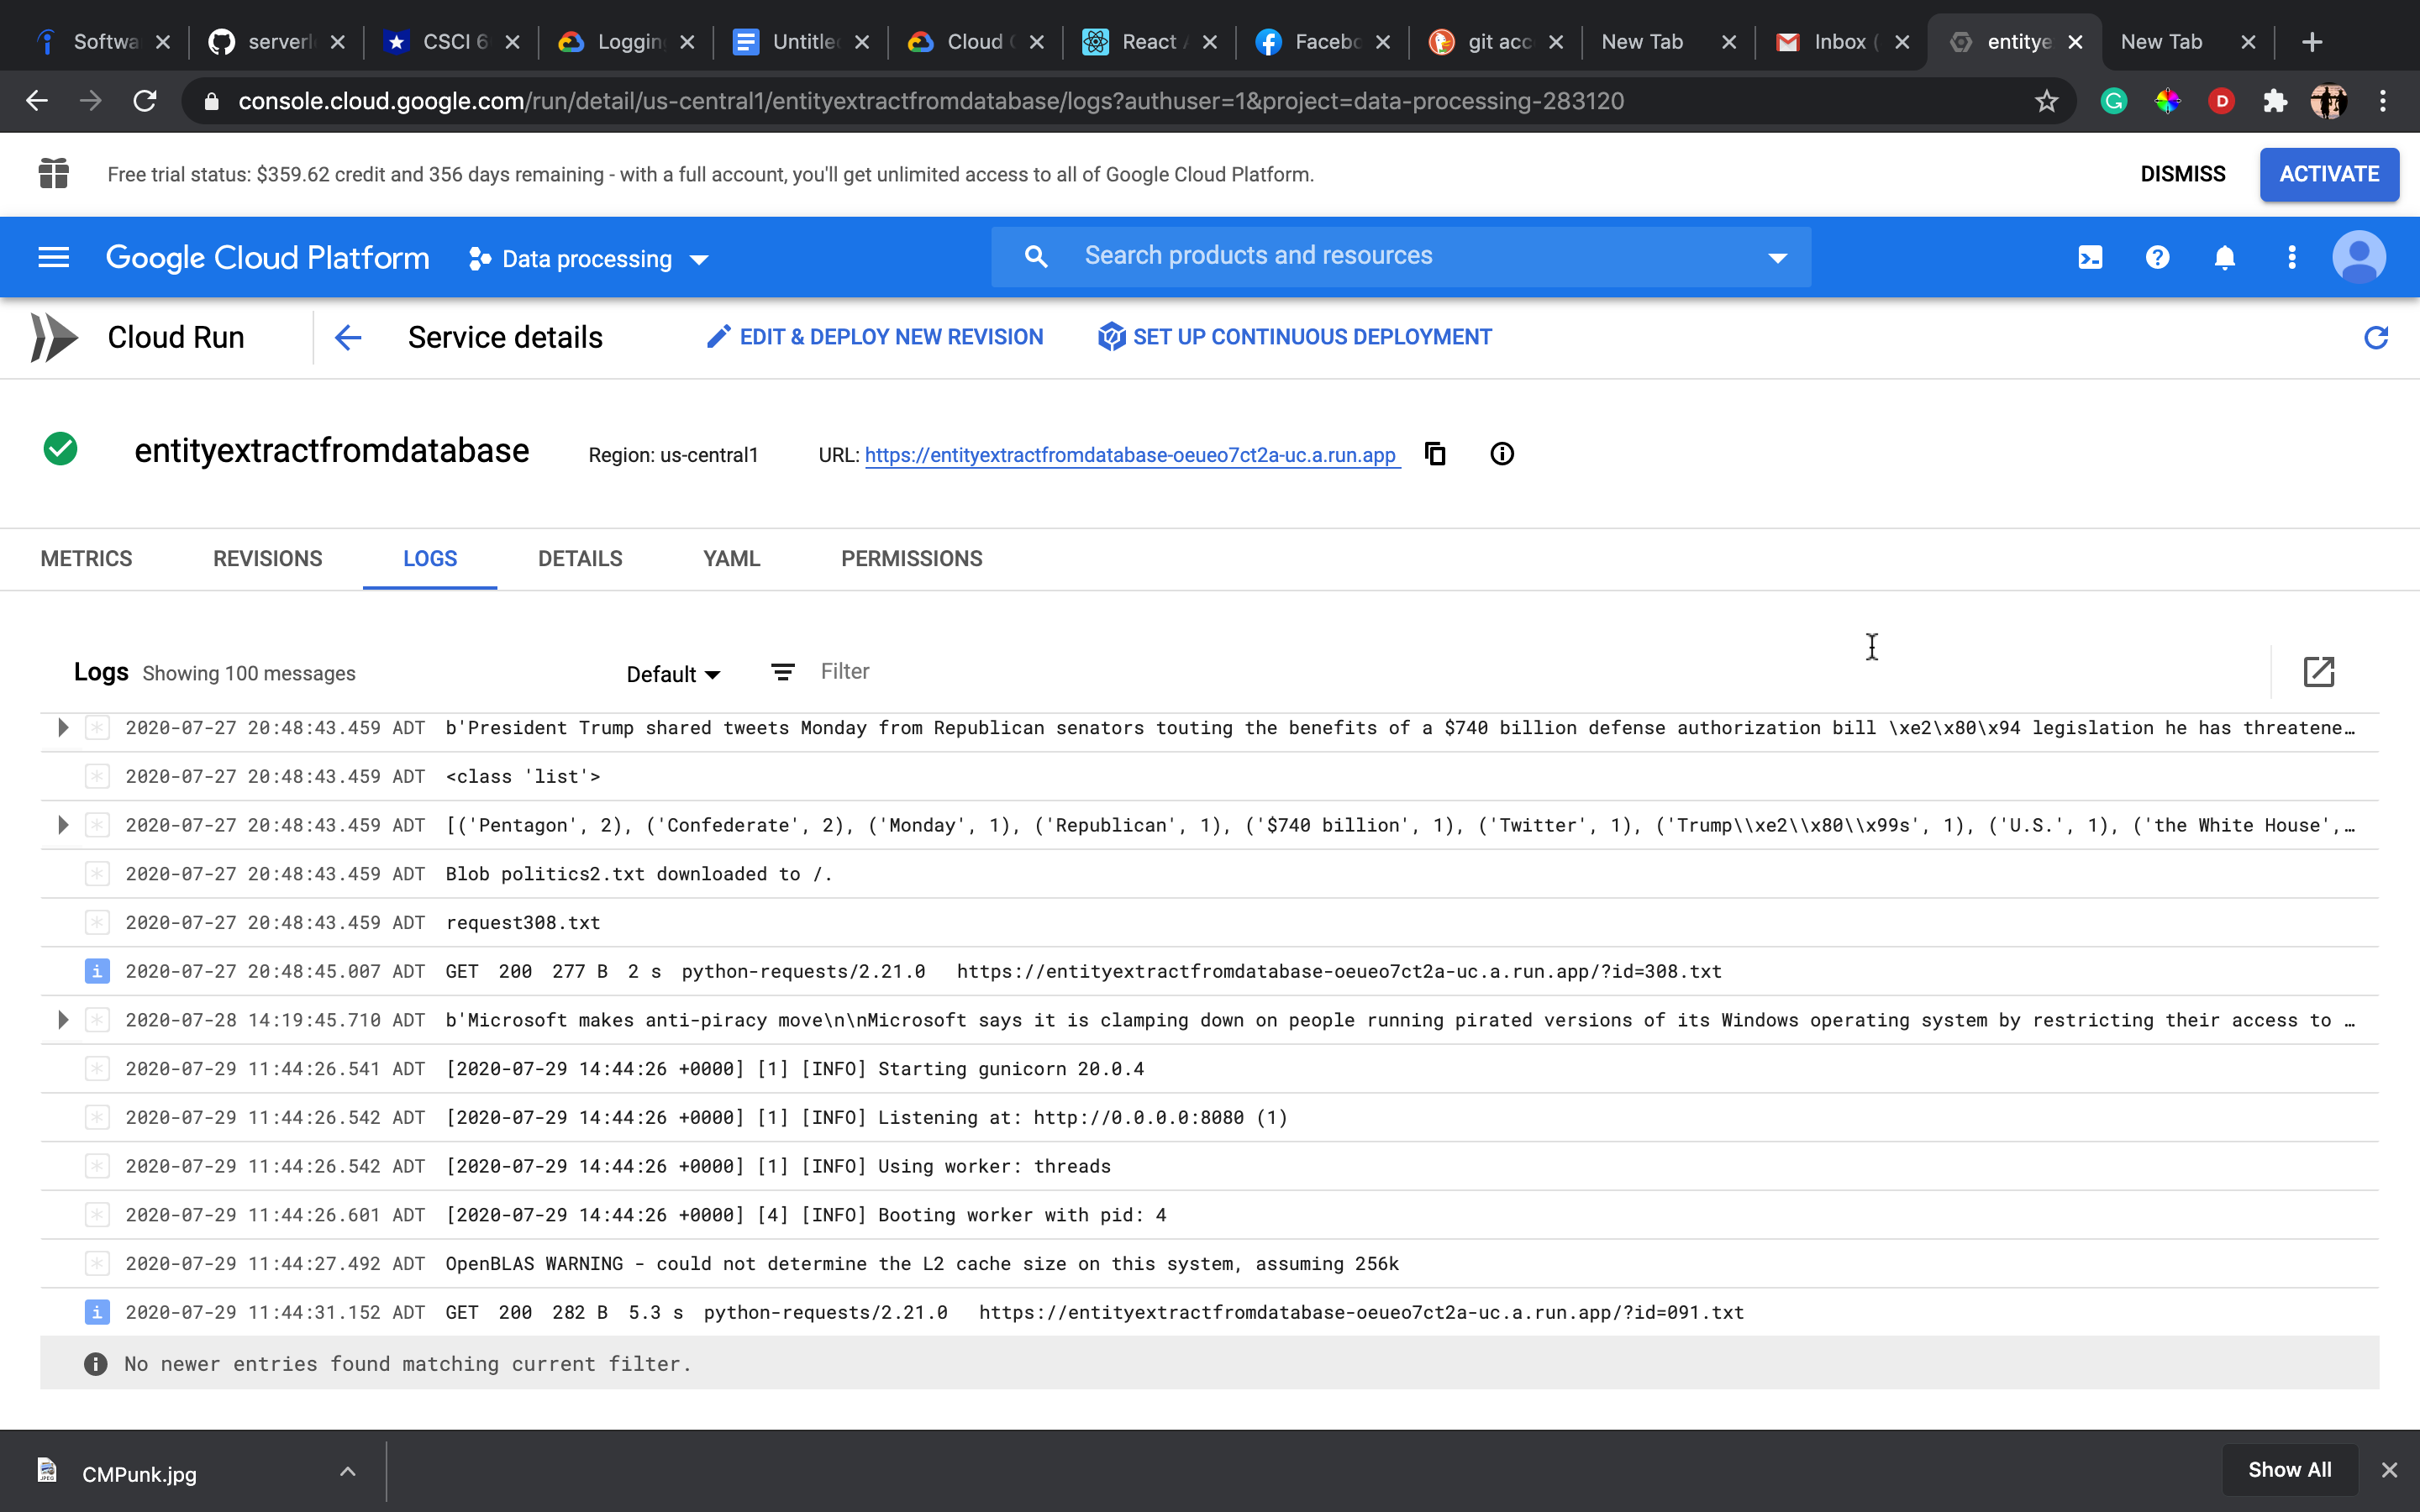 Softwa
serverl
CSCI 6
Loggin
Untitle
Cloud
React
Facebo
git acc
New Tab
Inbox (
entitye
New Tab
console.cloud.google.com/run/detail/us-central1/entityextractfromdatabase/logs?authuser=1&project=data-processing-283120
Free trial status: $359.62 credit and 356 days remaining - with a full account, you'll get unlimited access to all of Google Cloud Platform.
DISMISS
ACTIVATE
Google Cloud Platform
Data processing
Search products and resources
Cloud Run
Service details
EDIT & DEPLOY NEW REVISION
SET UP CONTINUOUS DEPLOYMENT
entityextractfromdatabase
Region: us-central1
URL: https://entityextractfromdatabase-oeueo7ct2a-uc.a.run.app
METRICS
REVISIONS
LOGS
DETAILS
YAML
PERMISSIONS
Logs Showing 100 messages
Default
Filter
2020-07-27 20:48:43.459 ADT b'President Trump shared tweets Monday from Republican senators touting the benefits of a $740 billion defense authorization bill \xe2\x80\x94 legislation he has threatene…
2020-07-27 20:48:43.459 ADT <class 'list'>
2020-07-27 20:48:43.459 ADT [('Pentagon', 2), ('Confederate', 2), ('Monday', 1), ('Republican', 1), ('$740 billion', 1), ('Twitter', 1), ('Trump\\xe2\\x80\\x99s', 1), ('U.S.', 1), ('the White House',…
2020-07-27 20:48:43.459 ADT Blob politics2.txt downloaded to /.
2020-07-27 20:48:43.459 ADT request308.txt
2020-07-27 20:48:45.007 ADT GET 200 277 B 2 s python-requests/2.21.0 https://entityextractfromdatabase-oeueo7ct2a-uc.a.run.app/?id=308.txt
2020-07-28 14:19:45.710 ADT b'Microsoft makes anti-piracy move\n\nMicrosoft says it is clamping down on people running pirated versions of its Windows operating system by restricting their access to …
2020-07-29 11:44:26.541 ADT [2020-07-29 14:44:26 +0000] [1] [INFO] Starting gunicorn 20.0.4
2020-07-29 11:44:26.542 ADT [2020-07-29 14:44:26 +0000] [1] [INFO] Listening at: http://0.0.0.0:8080 (1)
2020-07-29 11:44:26.542 ADT [2020-07-29 14:44:26 +0000] [1] [INFO] Using worker: threads
2020-07-29 11:44:26.601 ADT [2020-07-29 14:44:26 +0000] [4] [INFO] Booting worker with pid: 4
2020-07-29 11:44:27.492 ADT OpenBLAS WARNING - could not determine the L2 cache size on this system, assuming 256k
2020-07-29 11:44:31.152 ADT GET 200 282 B 5.3 s python-requests/2.21.0 https://entityextractfromdatabase-oeueo7ct2a-uc.a.run.app/?id=091.txt
No newer entries found matching current filter.
CMPunk.jpg
Show All